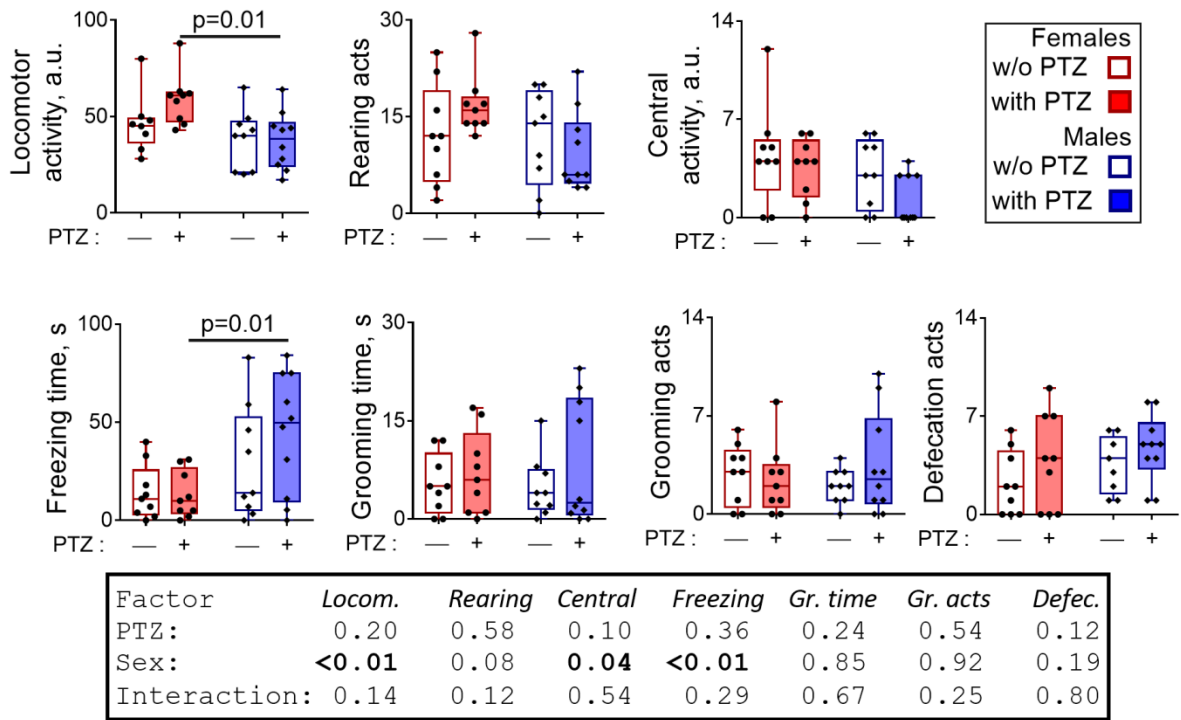 Locomotor
activity, a.u.
100
50
0
p=0.01
PTZ : — + — +
Rearing acts
30
15
0
PTZ : — + — +
Central
activity, a.u.
14
7
0
PTZ : — + — +
Females
w/o PTZ
with PTZ
Males
w/o PTZ
with PTZ
Freezing time, s
100
50
0
p=0.01
PTZ : — + — +
Grooming time, s
30
15
0
PTZ : — + — +
Grooming acts
14
7
0
PTZ : — + — +
Defecation acts
14
7
0
PTZ : — + — +
Factor Locom. Rearing Central Freezing Gr. time Gr. acts Defec.
PTZ: 0.20 0.58 0.10 0.36 0.24 0.54 0.12
Sex: <0.01 0.08 0.04 <0.01 0.85 0.92 0.19
Interaction: 0.14 0.12 0.54 0.29 0.67 0.25 0.80